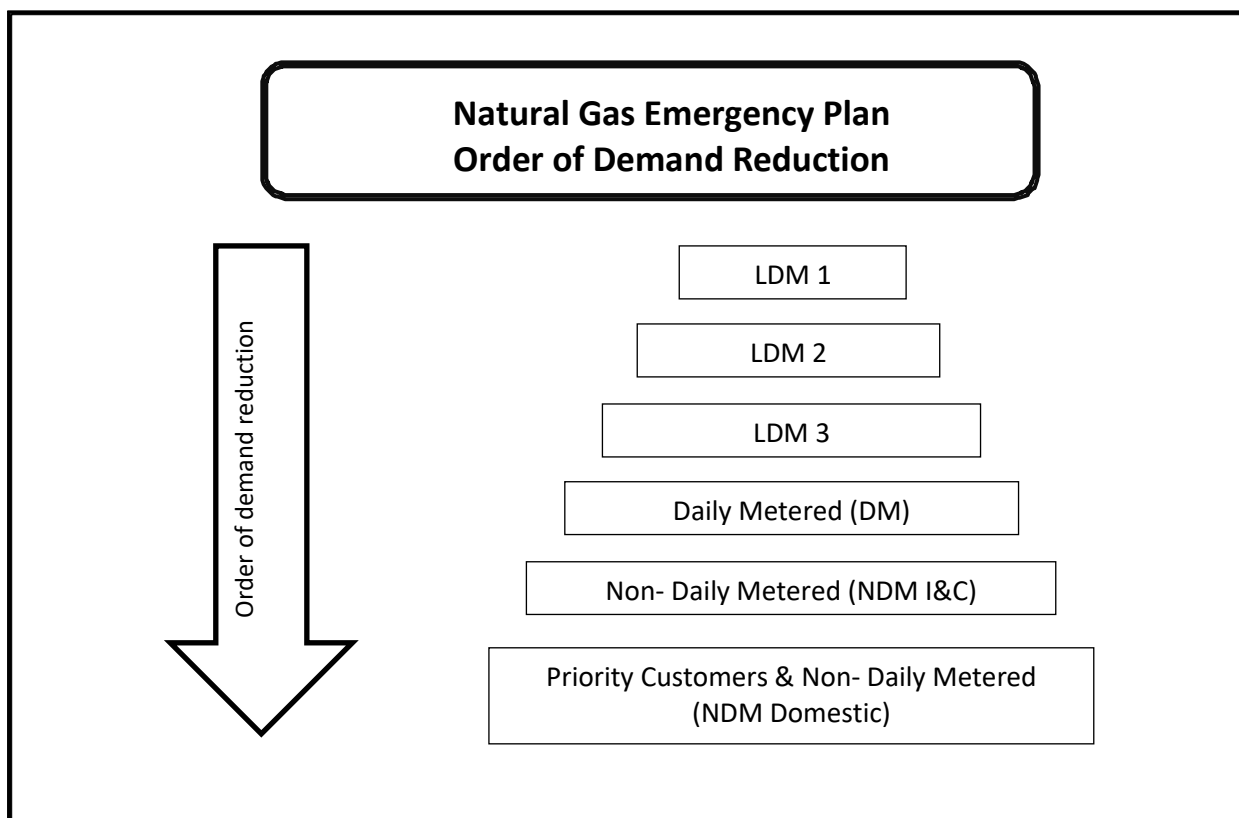 Natural Gas Emergency Plan
Order of Demand Reduction
Order of demand reduction
LDM 1
LDM 2
LDM 3
Daily Metered (DM)
Non- Daily Metered (NDM I&C)
Priority Customers & Non- Daily Metered
(NDM Domestic)